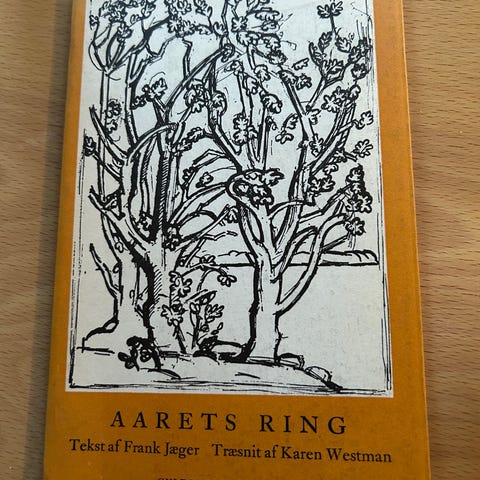 AARETS RING
Tekst af Frank Jæger Træsnit af Karen Westman